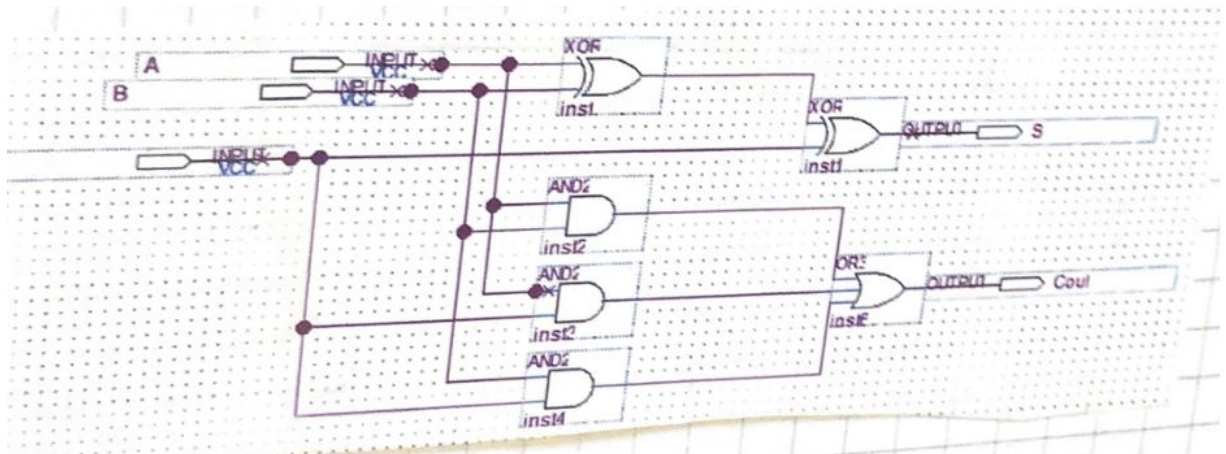 XOR
A
INPUT
VCC
B
INPUT
VCC
inst
XOR
OUTPUT
S
INPUT
VCC
inst1
AND2
inst2
AND2
OR3
OUTPUT
Cout
inst3
inst6
AND2
inst4